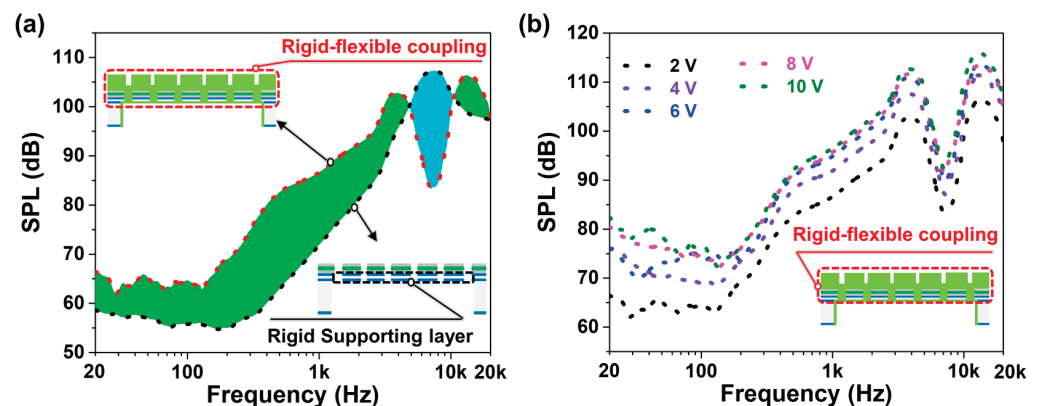 (a)
Rigid-flexible coupling
Rigid Supporting layer
SPL (dB)
115
110
100
90
80
70
60
50
20
100
1k
10k
20k
Frequency (Hz)
(b)
2 V
4 V
6 V
8 V
10 V
Rigid-flexible coupling
SPL (dB)
120
110
100
90
80
70
60
20
100
1k
10k
20k
Frequency (Hz)